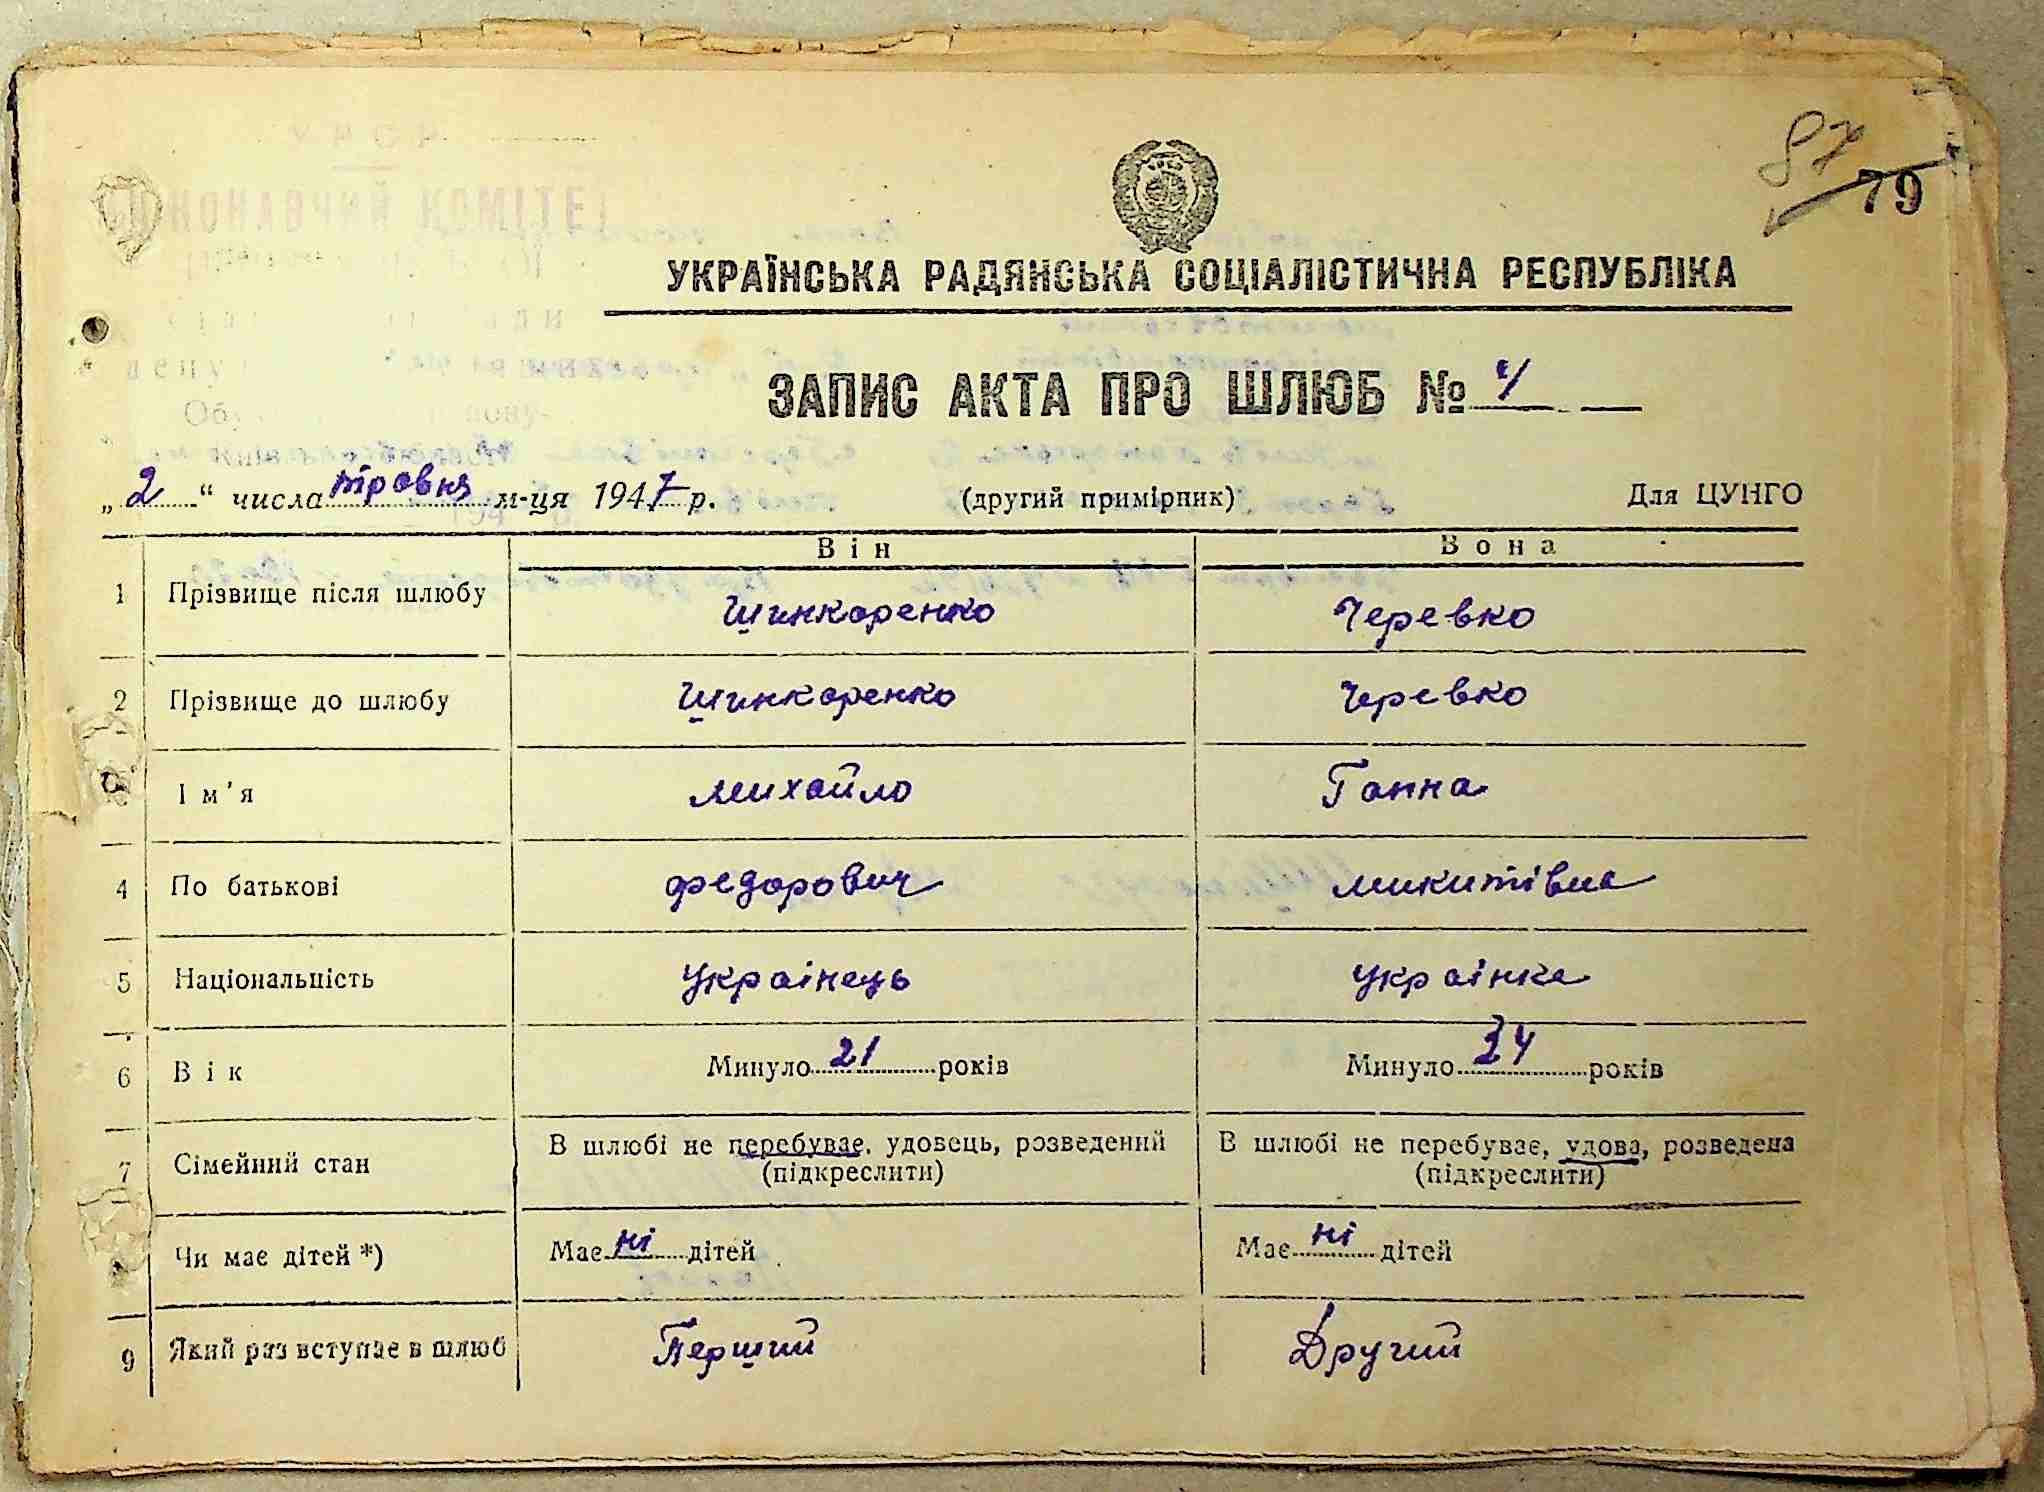 87
79
УКРАЇНСЬКА РАДЯНСЬКА СОЦІАЛІСТИЧНА РЕСПУБЛІКА
ЗАПИС АКТА ПРО ШЛЮБ № 4
„2“ числа травня м-ця 1947 р. (другий примірник) Для ЦУНГО
Він Вона
1 Прізвище після шлюбу Шинкаренко Черевко
2 Прізвище до шлюбу Шинкаренко Черевко
Ім'я Михайло Ганна
4 По батькові Федорович Микитівна
5 Національність Українець Українка
6 Вік Минуло 21 років Минуло 24 років
7 Сімейний стан В шлюбі не перебуває, удовець, розведений В шлюбі не перебуває, удова, розведена
(підкреслити) (підкреслити)
Чи має дітей *) Має ні дітей Має ні дітей
9 Який раз вступає в шлюб Перший Другий